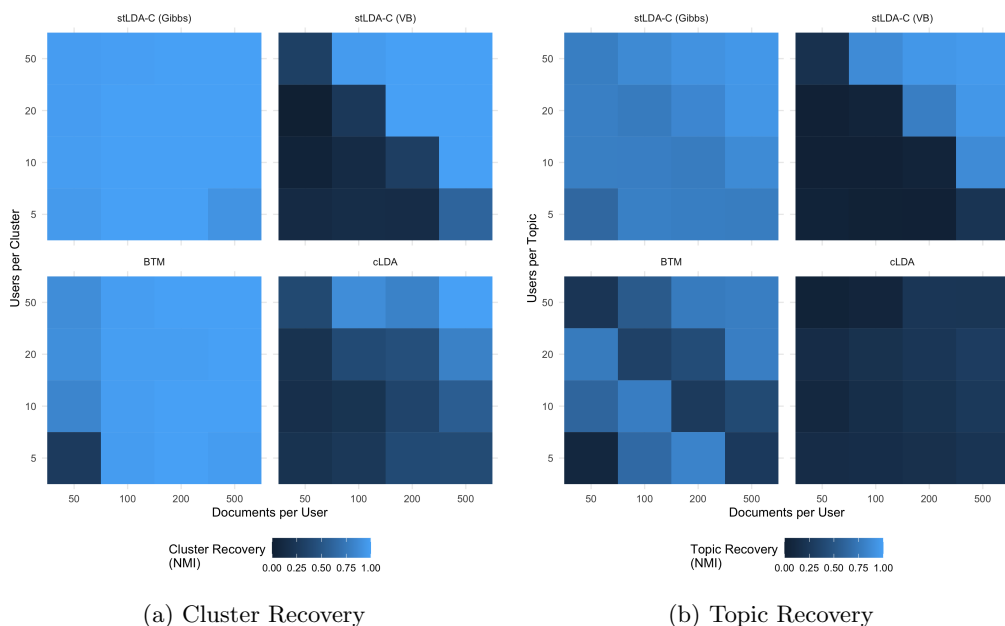 stLDA-C (Gibbs)
stLDA-C (VB)
50
20
10
5
BTM
cLDA
50
20
10
5
50 100 200 500
50 100 200 500
Users per Cluster
Documents per User
Cluster Recovery
(NMI)
0.00 0.25 0.50 0.75 1.00
(a) Cluster Recovery
stLDA-C (Gibbs)
stLDA-C (VB)
50
20
10
5
BTM
cLDA
50
20
10
5
50 100 200 500
50 100 200 500
Users per Topic
Documents per User
Topic Recovery
(NMI)
0.00 0.25 0.50 0.75 1.00
(b) Topic Recovery